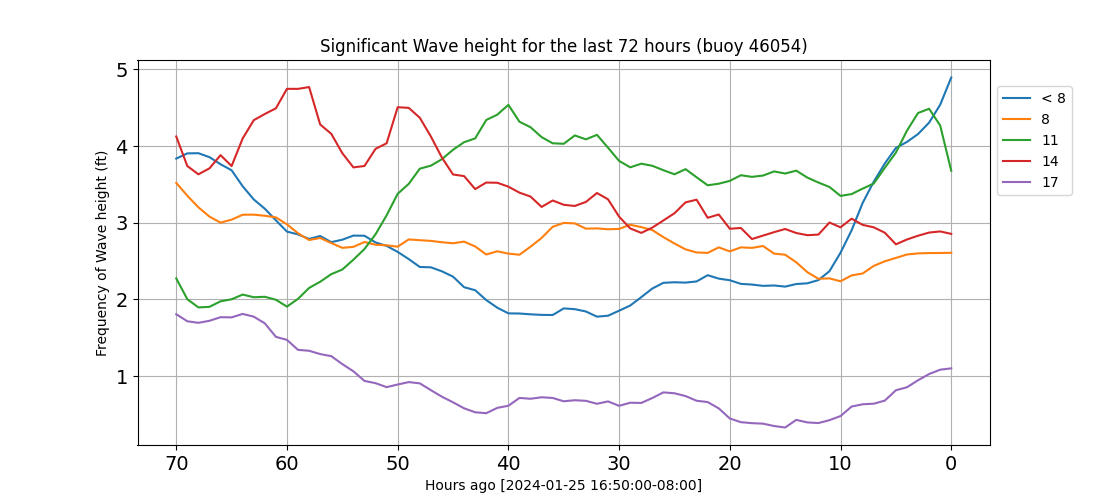 Significant Wave height for the last 72 hours (buoy 46054)
Frequency of Wave height (ft)
5
4
3
2
1
70 60 50 40 30 20 10 0
Hours ago [2024-01-25 16:50:00-08:00]
< 8
8
11
14
17